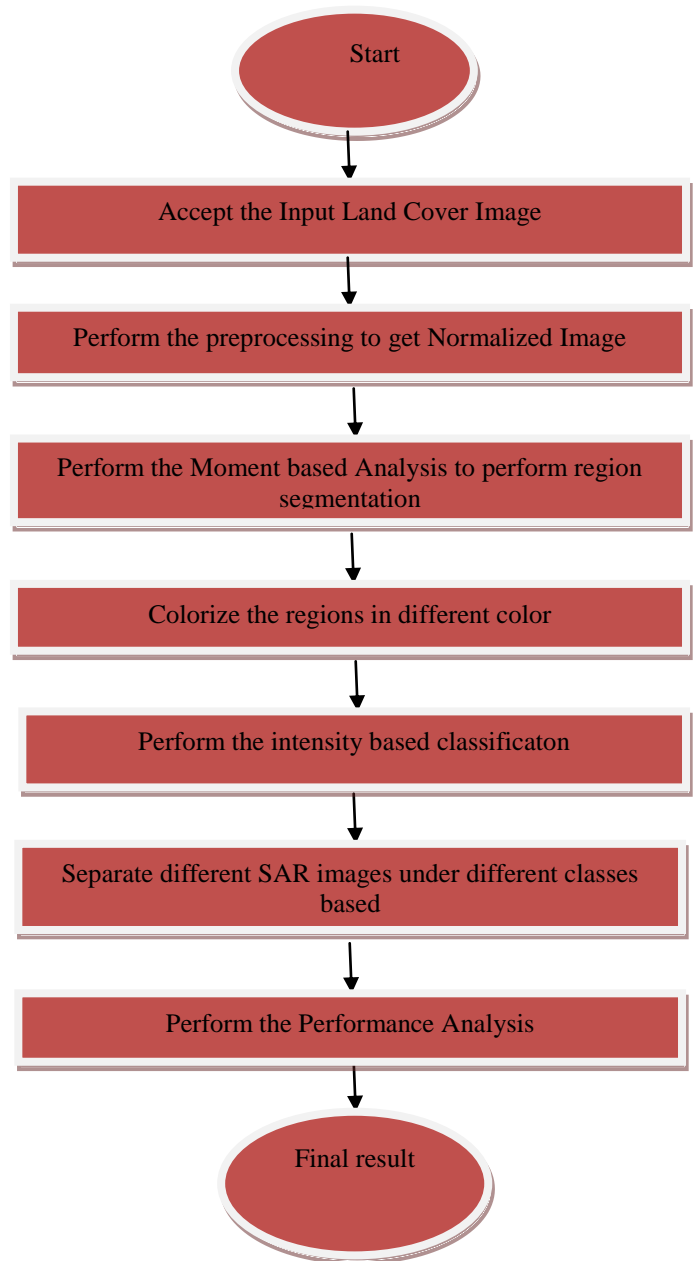 Start
Accept the Input Land Cover Image
Perform the preprocessing to get Normalized Image
Perform the Moment based Analysis to perform region
segmentation
Colorize the regions in different color
Perform the intensity based classificaton
Separate different SAR images under different classes
based
Perform the Performance Analysis
Final result